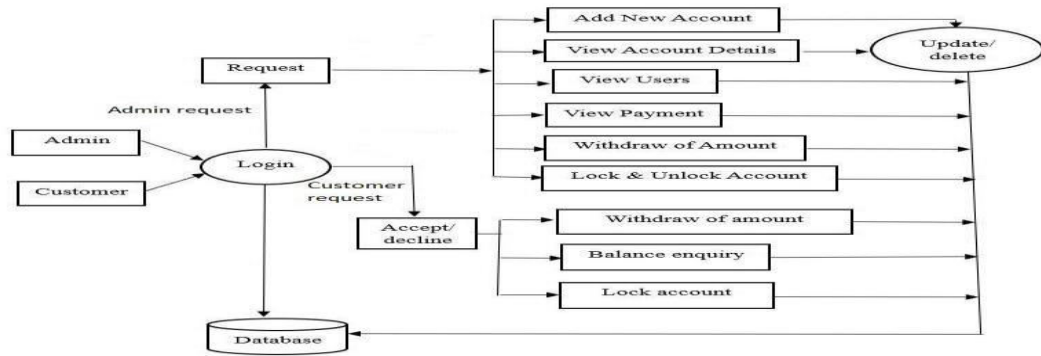 Add New Account
View Account Details
Update/
delete
Request
View Users
Admin request
View Payment
Admin
Withdraw of Amount
Login
Customer
Lock & Unlock Account
Customer
request
Accept/
decline
Withdraw of amount
Balance enquiry
Lock account
Database